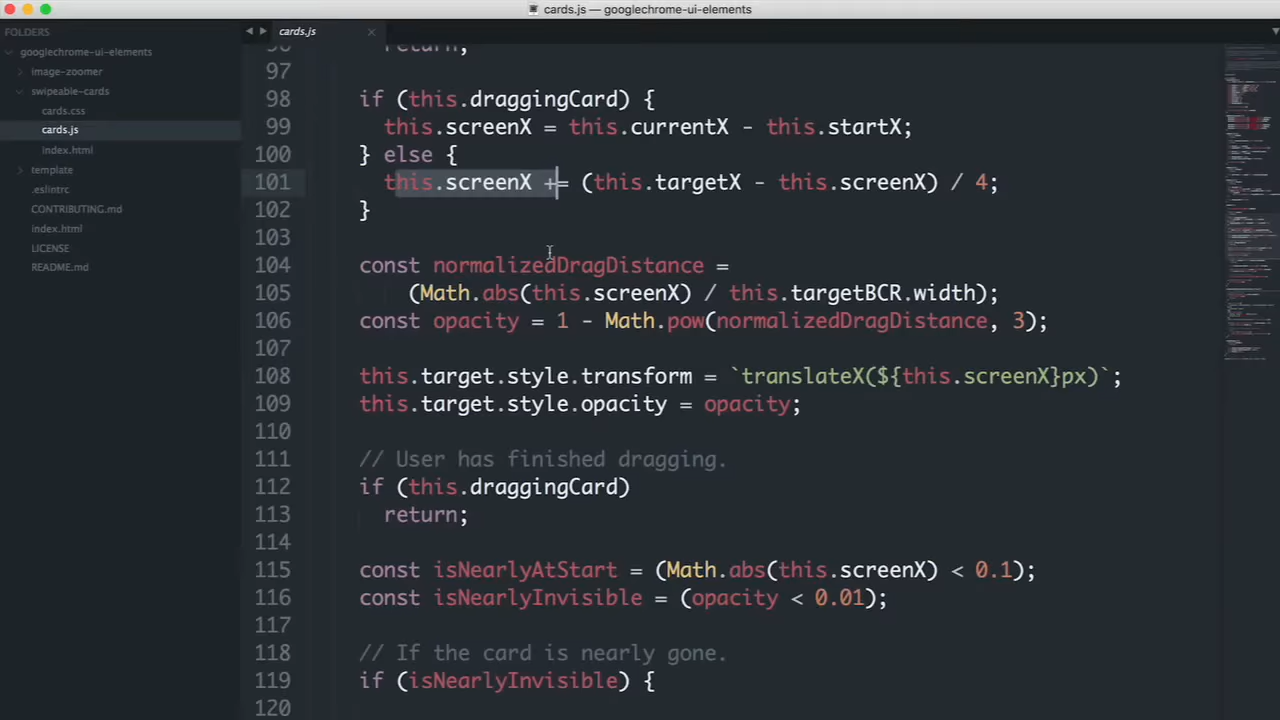 cards.js — googlechrome-ui-elements
FOLDERS
googlechrome-ui-elements
image-zoomer
swipeable-cards
cards.css
cards.js
index.html
template
.eslintrc
CONTRIBUTING.md
index.html
LICENSE
README.md
cards.js
96 return;
97
98 if (this.draggingCard) {
99 this.screenX = this.currentX - this.startX;
100 } else {
101 this.screenX += (this.targetX - this.screenX) / 4;
102 }
103
104 const normalizedDragDistance =
105 (Math.abs(this.screenX) / this.targetBCR.width);
106 const opacity = 1 - Math.pow(normalizedDragDistance, 3);
107
108 this.target.style.transform = `translateX(${this.screenX}px)`;
109 this.target.style.opacity = opacity;
110
111 // User has finished dragging.
112 if (this.draggingCard)
113 return;
114
115 const isNearlyAtStart = (Math.abs(this.screenX) < 0.1);
116 const isNearlyInvisible = (opacity < 0.01);
117
118 // If the card is nearly gone.
119 if (isNearlyInvisible) {
120